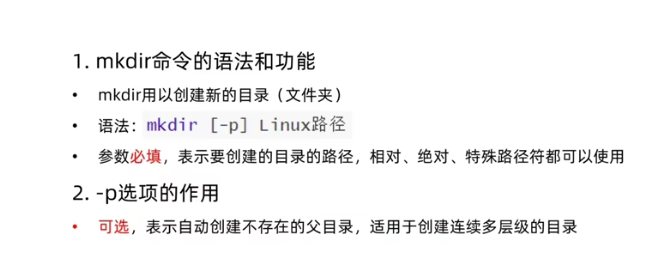 1. mkdir命令的语法和功能
• mkdir用以创建新的目录（文件夹）
• 语法：mkdir [-p] Linux路径
• 参数必填，表示要创建的目录的路径，相对、绝对、特殊路径符都可以使用
2. -p选项的作用
• 可选，表示自动创建不存在的父目录，适用于创建连续多层级的目录